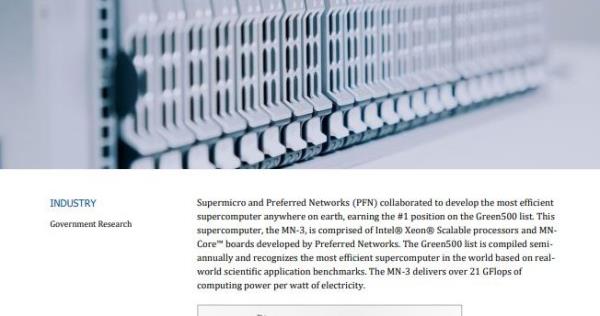 INDUSTRY
Government Research
Supermicro and Preferred Networks (PFN) collaborated to develop the most efficient
supercomputer anywhere on earth, earning the #1 position on the Green500 list. This
supercomputer, the MN-3, is comprised of Intel® Xeon® Scalable processors and MN-
Core™ boards developed by Preferred Networks. The Green500 list is compiled semi-
annually and recognizes the most efficient supercomputer in the world based on real-
world scientific application benchmarks. The MN-3 delivers over 21 GFlops of
computing power per watt of electricity.